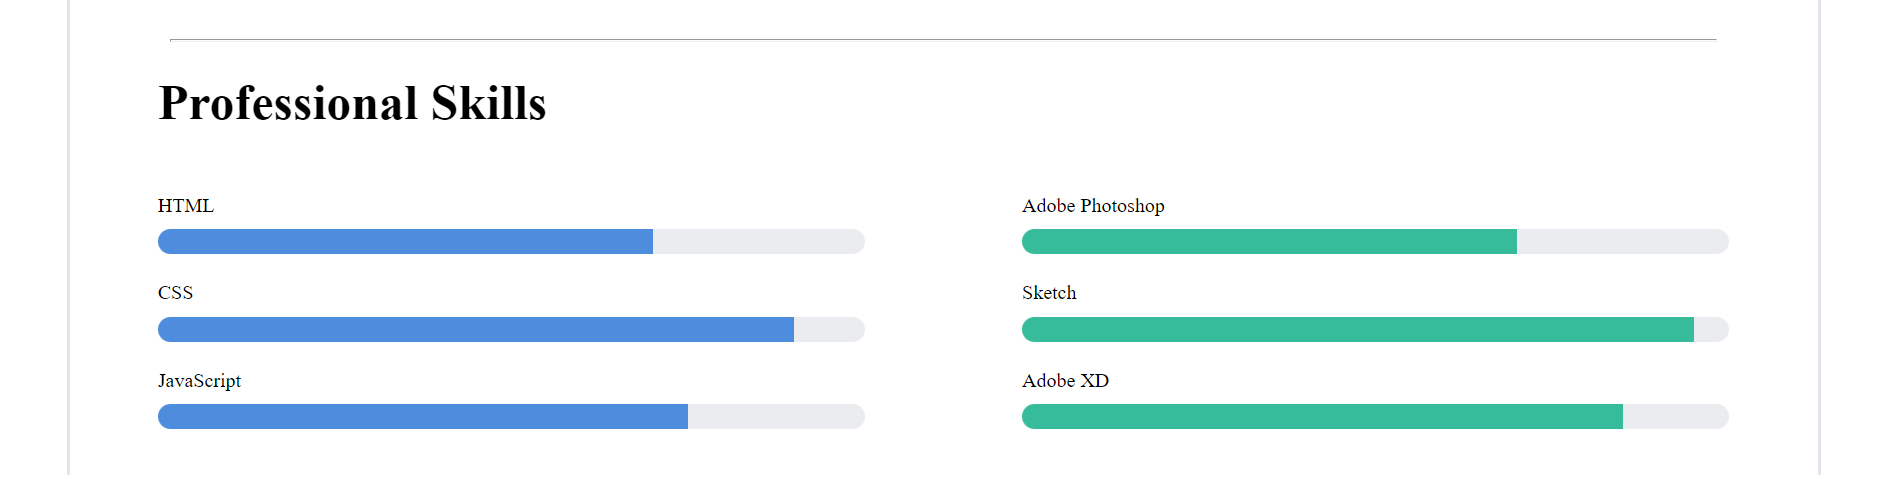 Professional Skills
HTML
Adobe Photoshop
CSS
Sketch
JavaScript
Adobe XD